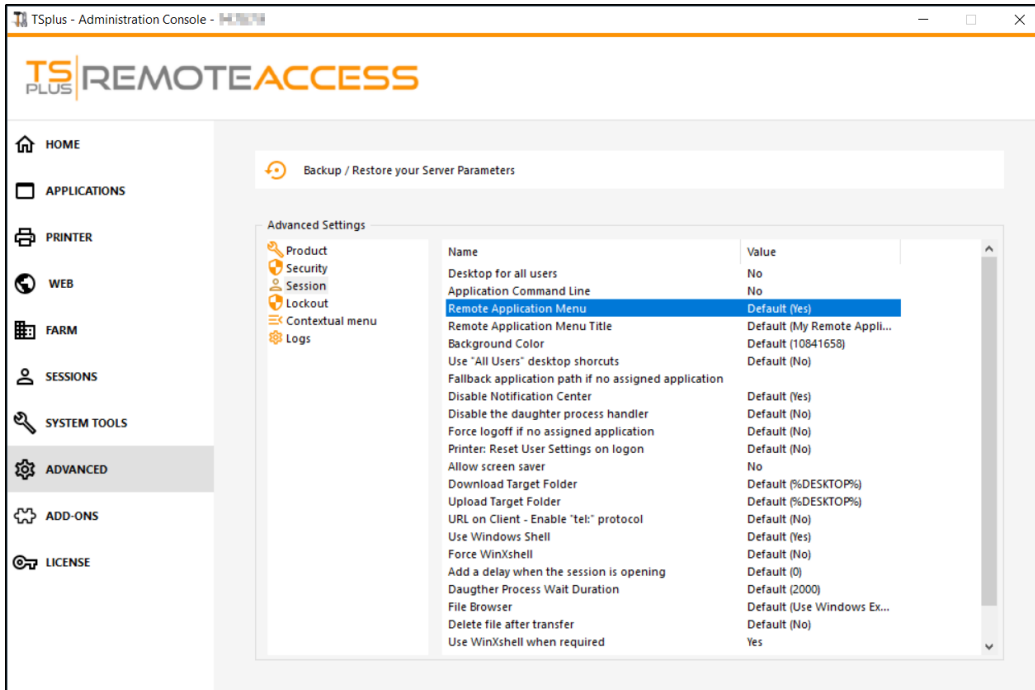 TSplus - Administration Console -
TS PLUS REMOTEACCESS
HOME
APPLICATIONS
PRINTER
WEB
FARM
SESSIONS
SYSTEM TOOLS
ADVANCED
ADD-ONS
LICENSE
Backup / Restore your Server Parameters
Advanced Settings
Product
Security
Session
Lockout
Contextual menu
Logs
Name Value
Desktop for all users No
Application Command Line No
Remote Application Menu Default (Yes)
Remote Application Menu Title Default (My Remote Appli...
Background Color Default (10841658)
Use "All Users" desktop shorcuts Default (No)
Fallback application path if no assigned application
Disable Notification Center Default (Yes)
Disable the daughter process handler Default (No)
Force logoff if no assigned application Default (No)
Printer: Reset User Settings on logon Default (No)
Allow screen saver No
Download Target Folder Default (%DESKTOP%)
Upload Target Folder Default (%DESKTOP%)
URL on Client - Enable "tel:" protocol Default (No)
Use Windows Shell Default (Yes)
Force WinXshell Default (No)
Add a delay when the session is opening Default (0)
Daugther Process Wait Duration Default (2000)
File Browser Default (Use Windows Ex...
Delete file after transfer Default (No)
Use WinXshell when required Yes